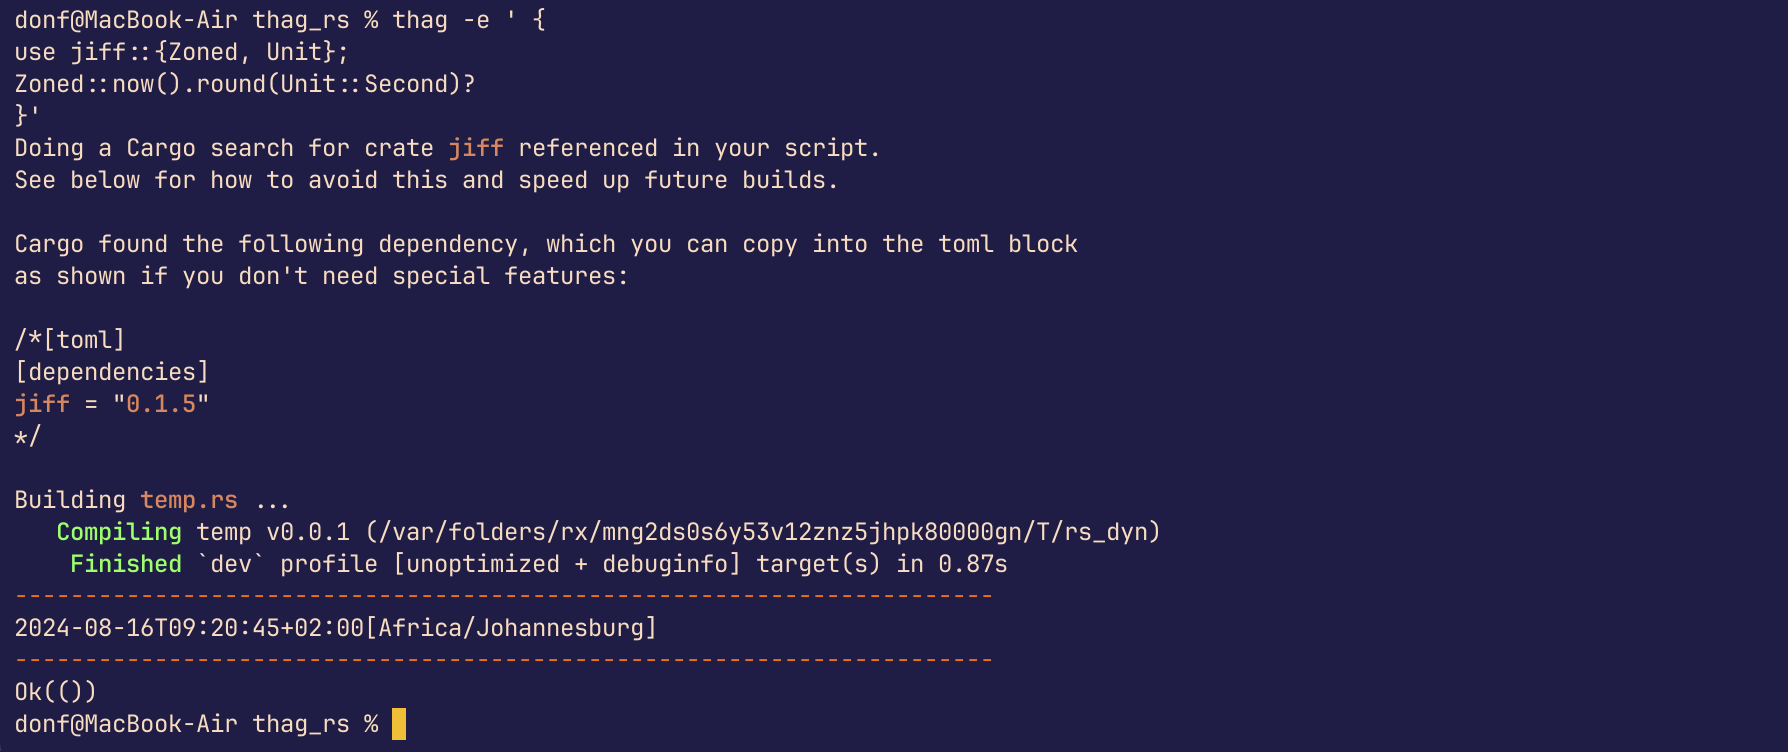 donf@MacBook-Air thag_rs % thag -e ' {
use jiff::{Zoned, Unit};
Zoned::now().round(Unit::Second)?
}'
Doing a Cargo search for crate jiff referenced in your script.
See below for how to avoid this and speed up future builds.

Cargo found the following dependency, which you can copy into the toml block
as shown if you don't need special features:

/*[toml]
[dependencies]
jiff = "0.1.5"
*/

Building temp.rs ...
   Compiling temp v0.0.1 (/var/folders/rx/mng2ds0s6y53v12znz5jhpk80000gn/T/rs_dyn)
    Finished `dev` profile [unoptimized + debuginfo] target(s) in 0.87s
----------------------------------------------------------------------
2024-08-16T09:20:45+02:00[Africa/Johannesburg]
----------------------------------------------------------------------
Ok(())
donf@MacBook-Air thag_rs %